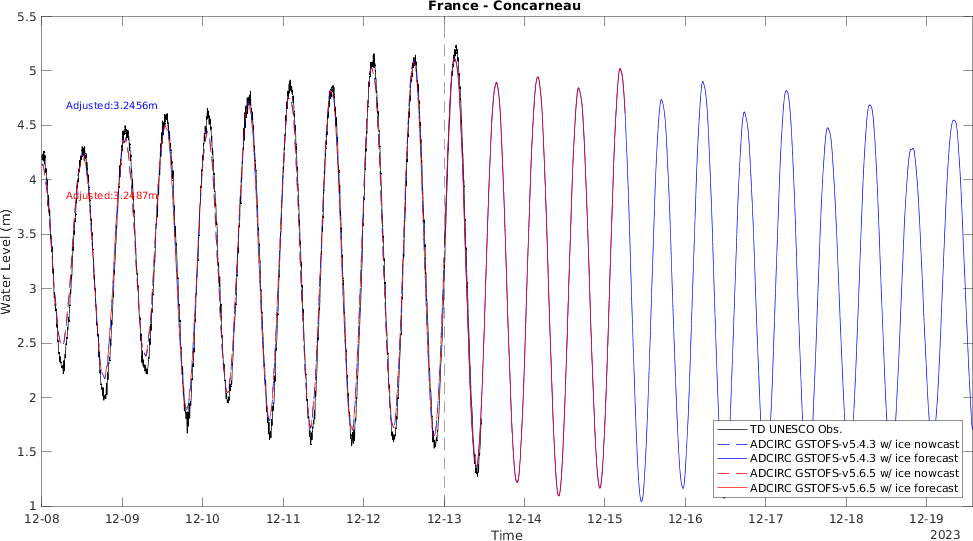 France - Concarneau
5.5
5
4.5
4
3.5
3
2.5
2
1.5
1
Water Level (m)
Adjusted:3.2456m
Adjusted:3.2487m
TD UNESCO Obs.
ADCIRC GSTOFS-v5.4.3 w/ ice nowcast
ADCIRC GSTOFS-v5.4.3 w/ ice forecast
ADCIRC GSTOFS-v5.6.5 w/ ice nowcast
ADCIRC GSTOFS-v5.6.5 w/ ice forecast
12-08 12-09 12-10 12-11 12-12 12-13 12-14 12-15 12-16 12-17 12-18 12-19
2023
Time